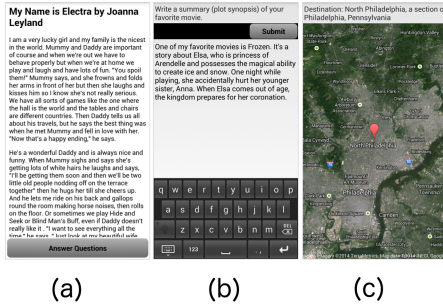 My Name is Electra by Joanna
Leyland
I am a very lucky girl and my family is the nicest
in the world. Mummy and Daddy are important
of course and when we're out we have to
behave properly but when we're at home we
play and laugh and have lots of fun. "You spoil
them!" Mummy says, and she frowns and folds
her arms in front of her but then she laughs and
kisses him so I know she's not really serious.
We have all sorts of games like the one where
the hall is the world and the tables and chairs
are different countries. Then Daddy tells us all
about his travels, but he says the best thing was
when he met Mummy and fell in love with her.
"Now that's a happy ending," he says.
He's a wonderful Daddy and is always nice and
funny. When Mummy sighs and says she's
getting lots of white hairs he laughs and says,
"I'll be getting them soon and then we'll be two
little old people nodding off on the terrace
together" then he hugs her till she cheers up.
And he lets me ride on his back and gallops
round the room making horse noises, then rolls
on the floor. Or sometimes we play Hide and
Seek or Blind Man's Buff, even if Daddy doesn't
really like it . "I want to see everything all the
time," he says, "Just look at my beautiful wife
Answer Questions
(a)
Write a summary (plot synopsis) of your
favorite movie.
Submit
One of my favorite movies is Frozen. It's a
story about Elsa, who is princess of
Arendelle and possesses the magical ability
to create ice and snow. One night while
playing, she accidentally hurt her younger
sister, Anna. When Elsa comes out of age,
the kingdom prepares for her coronation.
q w e r t y u i o p
a s d f g h j k l
z x c v b n m DEL
123 . ,
(b)
Destination: North Philadelphia, a section of
Philadelphia, Pennsylvania
Huntingdon Valley
Elkins Park
Cheltenham
North Philadelphia
Philadelphia
Pennsauken
Township
Camden
(c)